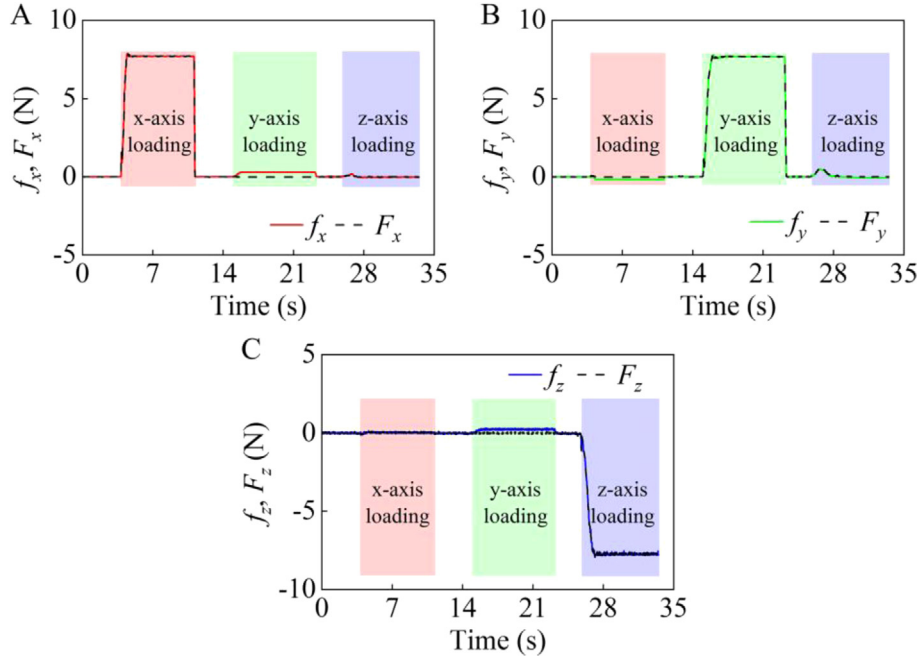 A
10
5
0
-5
f_x, F_x (N)
x-axis loading
y-axis loading
z-axis loading
f_x F_x
0 7 14 21 28 35
Time (s)
B
10
5
0
-5
f_y, F_y (N)
x-axis loading
y-axis loading
z-axis loading
f_y F_y
0 7 14 21 28 35
Time (s)
C
5
0
-5
-10
f_z, F_z (N)
f_z F_z
x-axis loading
y-axis loading
z-axis loading
0 7 14 21 28 35
Time (s)